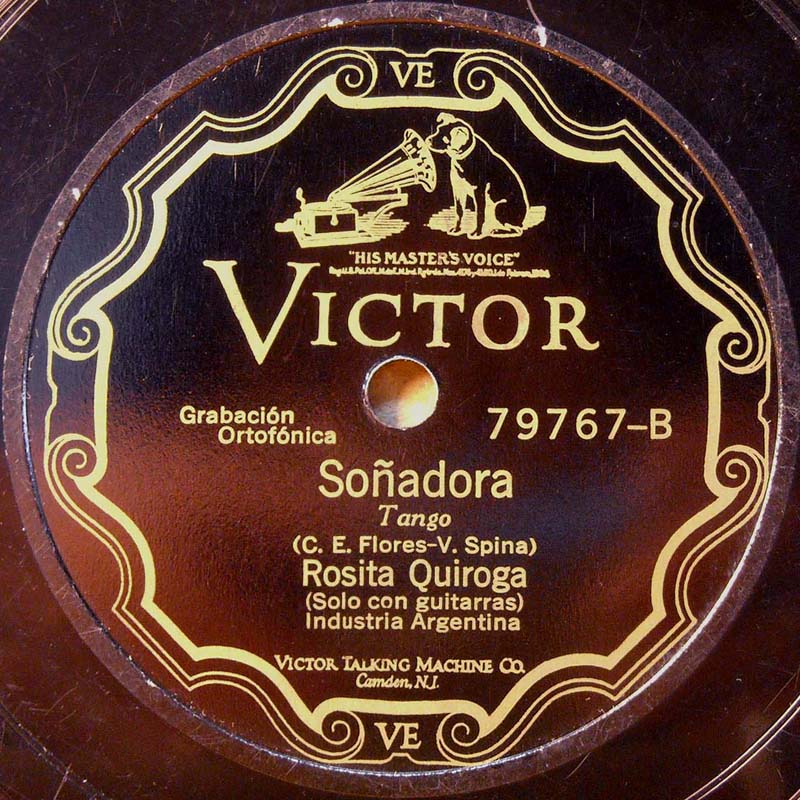 VE
"HIS MASTER'S VOICE"
VICTOR
Grabación
Ortofónica
79767-B
Soñadora
Tango
(C. E. Flores-V. Spina)
Rosita Quiroga
(Solo con guitarras)
Industria Argentina
VICTOR TALKING MACHINE CO.
Camden, N.J.
VE